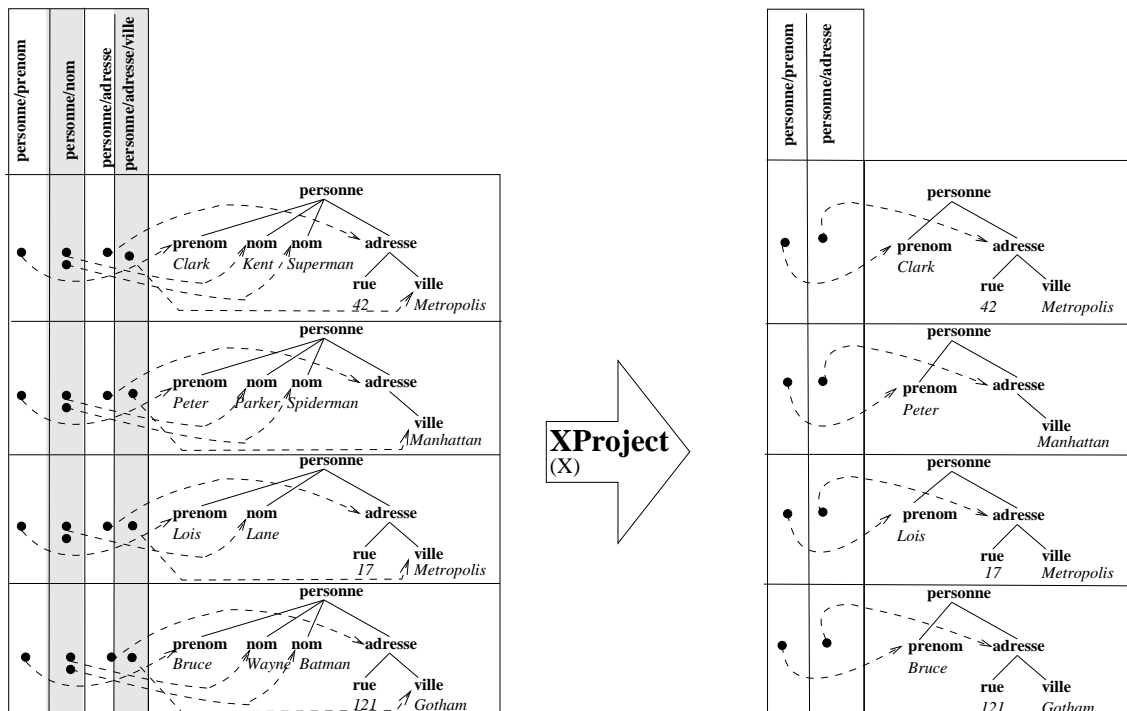 personne/prenom
personne/nom
personne/adresse
personne/adresse/ville
personne
prenom nom nom adresse
Clark Kent Superman
rue ville
42 Metropolis
personne
prenom nom nom adresse
Peter Parker Spiderman
ville
Manhattan
personne
prenom nom adresse
Lois Lane
rue ville
17 Metropolis
personne
prenom nom nom adresse
Bruce Wayne Batman
rue ville
121 Gotham
XProject
(X)
personne/prenom
personne/adresse
personne
prenom adresse
Clark
rue ville
42 Metropolis
personne
prenom adresse
Peter
ville
Manhattan
personne
prenom adresse
Lois
rue ville
17 Metropolis
personne
prenom adresse
Bruce
rue ville
121 Gotham